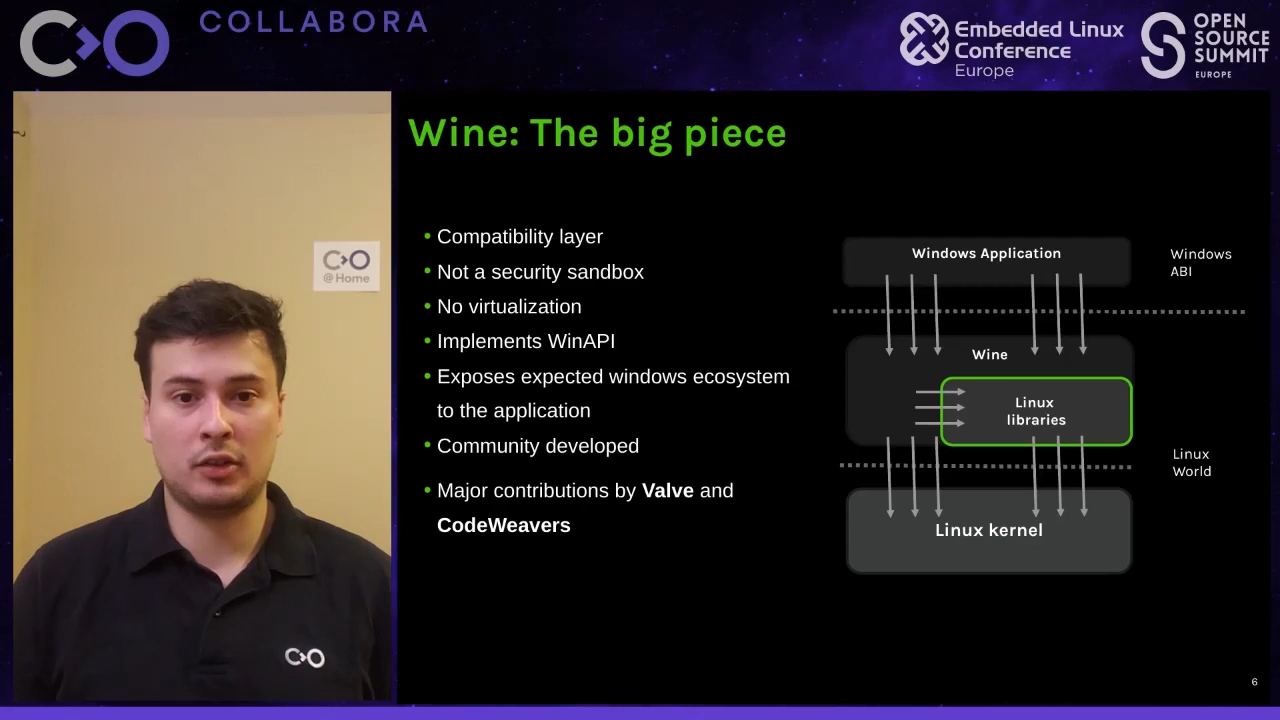 COLLABORA
Embedded Linux
Conference
Europe
OPEN
SOURCE
SUMMIT
EUROPE
@Home
Wine: The big piece
• Compatibility layer
• Not a security sandbox
• No virtualization
• Implements WinAPI
• Exposes expected windows ecosystem
to the application
• Community developed
• Major contributions by Valve and
CodeWeavers
Windows Application
Windows
ABI
Wine
Linux
libraries
Linux
World
Linux kernel
6